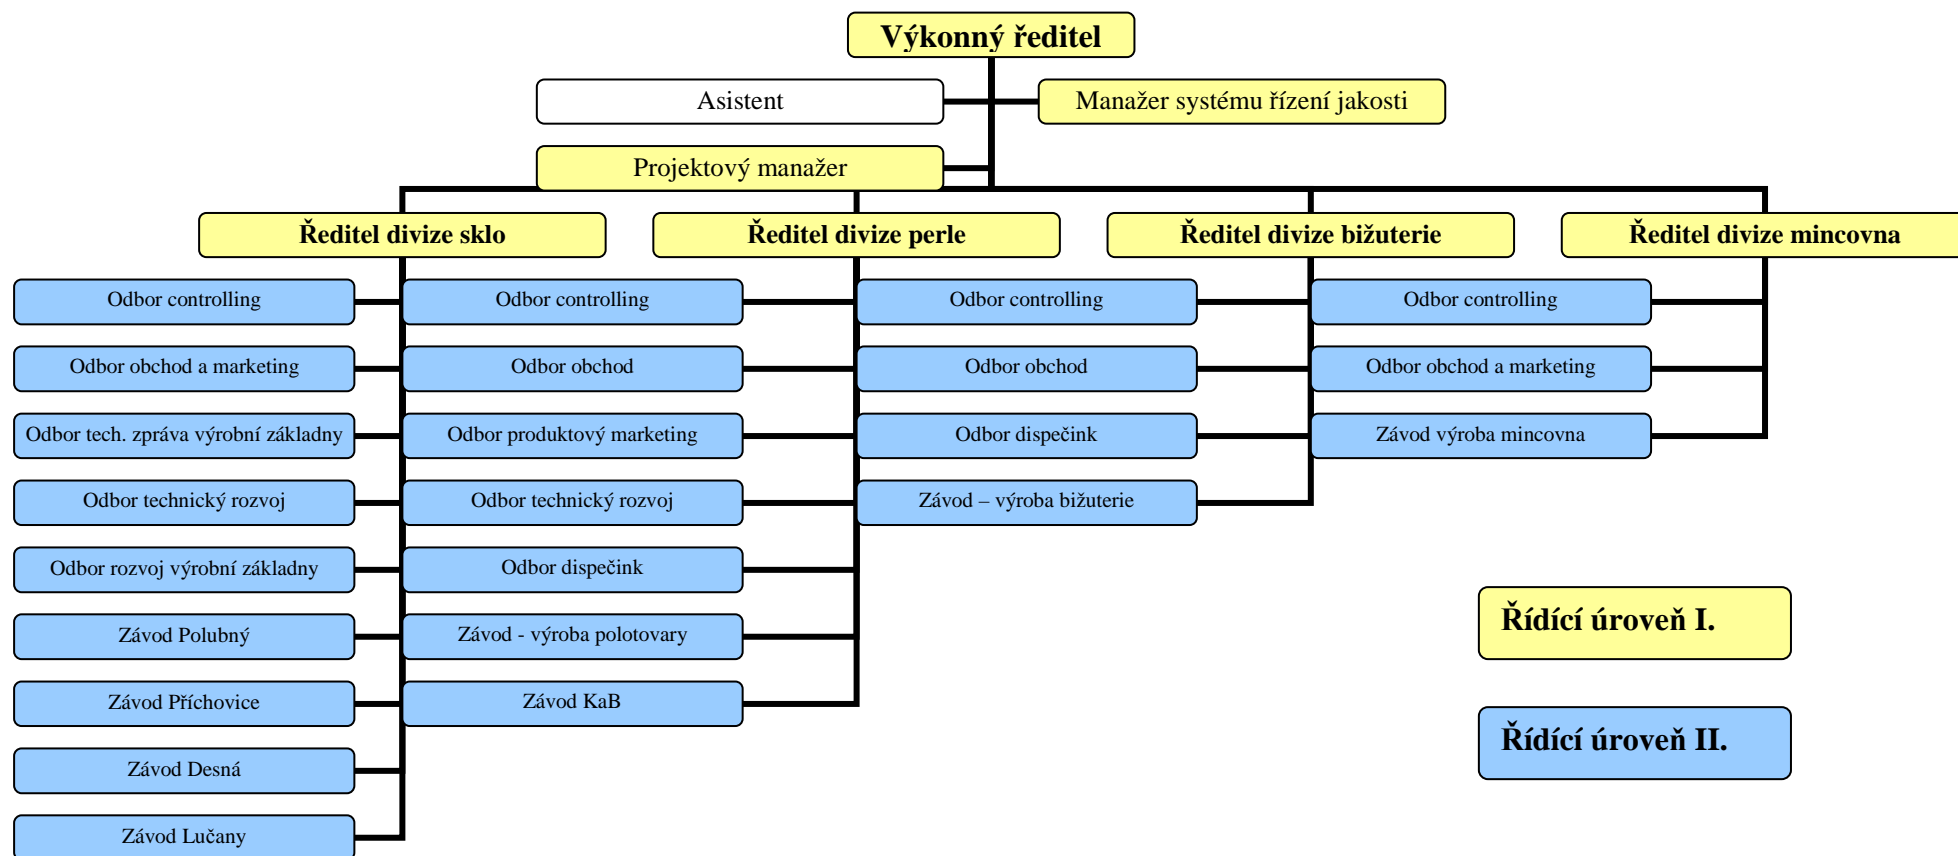 Výkonný ředitel
Asistent
Manažer systému řízení jakosti
Projektový manažer
Ředitel divize sklo
Ředitel divize perle
Ředitel divize bižuterie
Ředitel divize mincovna
Odbor controlling
Odbor controlling
Odbor controlling
Odbor controlling
Odbor obchod a marketing
Odbor obchod
Odbor obchod
Odbor obchod a marketing
Odbor tech. zpráva výrobní základny
Odbor produktový marketing
Odbor dispečink
Závod výroba mincovna
Odbor technický rozvoj
Odbor technický rozvoj
Závod – výroba bižuterie
Odbor rozvoj výrobní základny
Odbor dispečink
Závod Polubný
Závod - výroba polotovary
Závod Příchovice
Závod KaB
Závod Desná
Závod Lučany
Řídící úroveň I.
Řídící úroveň II.